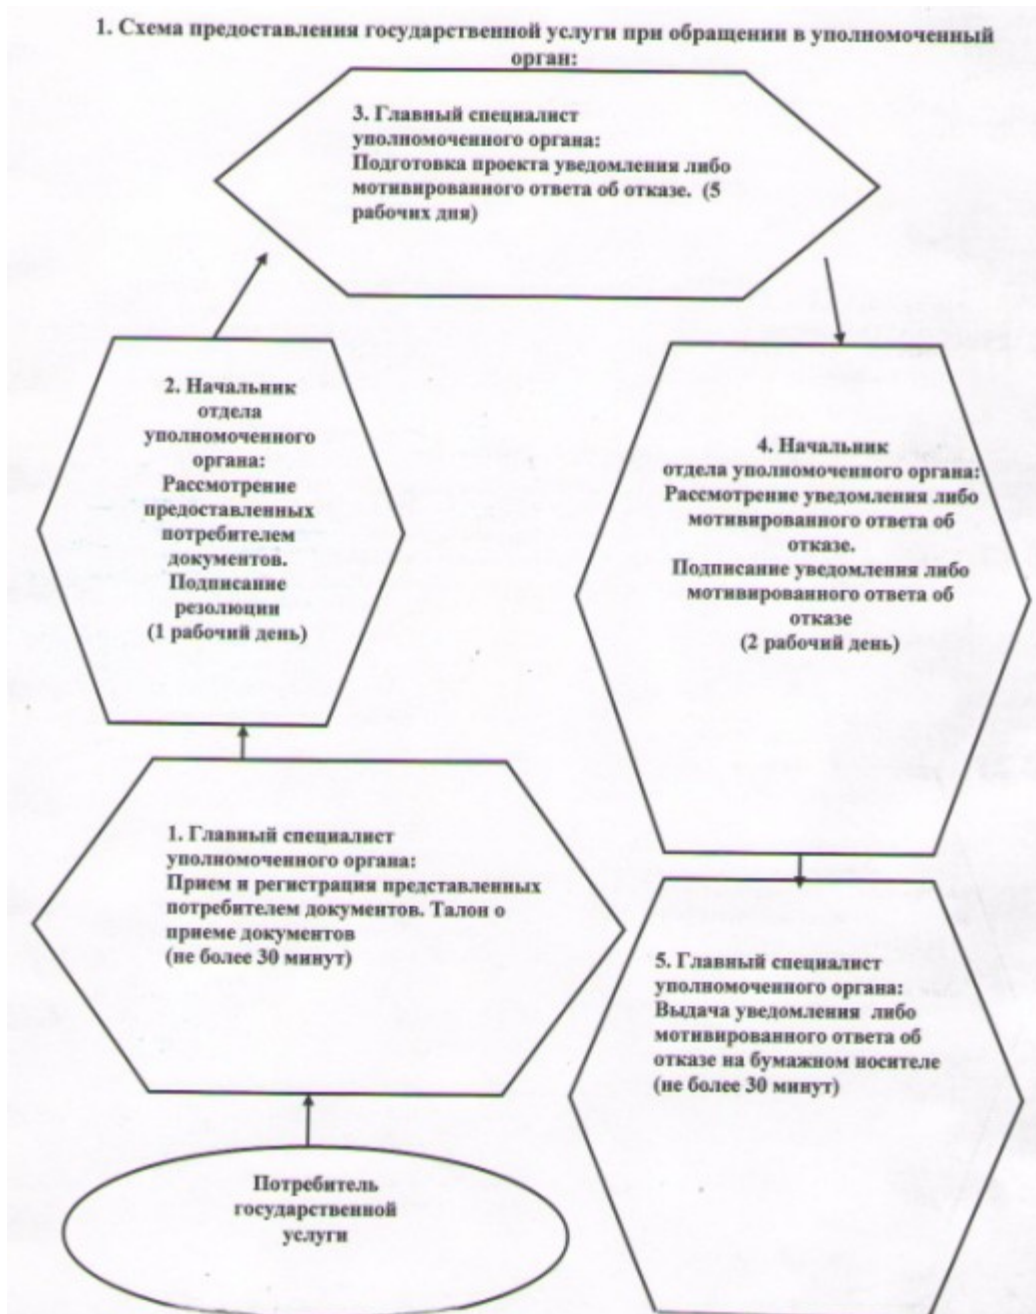 1. Схема предоставления государственной услуги при обращении в уполномоченный
орган:
3. Главный специалист
уполномоченного органа:
Подготовка проекта уведомления либо
мотивированного ответа об отказе. (5
рабочих дня)
2. Начальник
отдела
уполномоченного
органа:
Рассмотрение
предоставленных
потребителем
документов.
Подписание
резолюции
(1 рабочий день)
4. Начальник
отдела уполномоченного органа:
Рассмотрение уведомления либо
мотивированного ответа об
отказе.
Подписание уведомления либо
мотивированного ответа об
отказе
(2 рабочий день)
1. Главный специалист
уполномоченного органа:
Прием и регистрация представленных
потребителем документов. Талон о
приеме документов
(не более 30 минут)
5. Главный специалист
уполномоченного органа:
Выдача уведомления либо
мотивированного ответа об
отказе на бумажном носителе
(не более 30 минут)
Потребитель
государственной
услуги